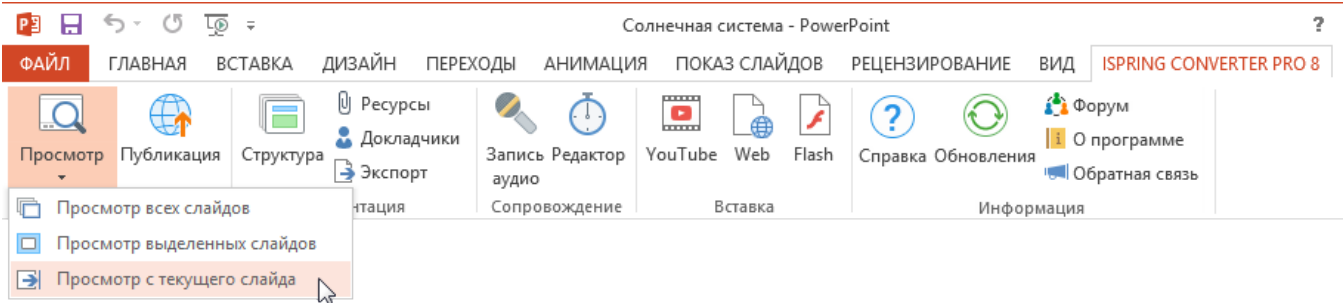 Солнечная система - PowerPoint
?
ФАЙЛ ГЛАВНАЯ ВСТАВКА ДИЗАЙН ПЕРЕХОДЫ АНИМАЦИЯ ПОКАЗ СЛАЙДОВ РЕЦЕНЗИРОВАНИЕ ВИД ISPRING CONVERTER PRO 8
Просмотр
Публикация
Структура
Ресурсы
Докладчики
Экспорт
Запись аудио
Редактор
YouTube
Web
Flash
Справка
Обновления
Форум
О программе
Обратная связь
Сопровождение
Вставка
Информация
Просмотр всех слайдов
Просмотр выделенных слайдов
Просмотр с текущего слайда